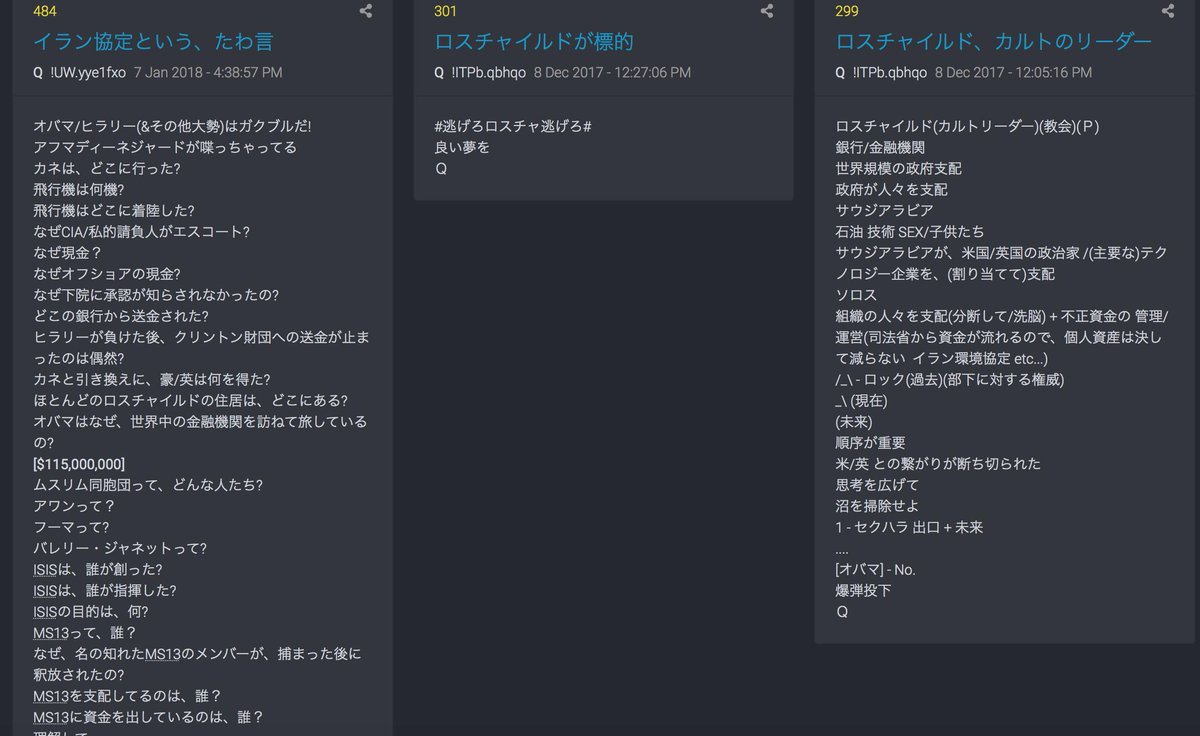 484
イラン協定という、たわ言
Q !UW.yye1fxo 7 Jan 2018 - 4:38:57 PM
オバマ/ヒラリー(&その他大勢)はガクブルだ!
アフマディーネジャードが喋っちゃってる
カネは、どこに行った?
飛行機は何機?
飛行機はどこに着陸した?
なぜCIA/私的請負人がエスコート?
なぜ現金？
なぜオフショアの現金?
なぜ下院に承認が知らされなかったの?
どこの銀行から送金された?
ヒラリーが負けた後、クリントン財団への送金が止ま
ったのは偶然?
カネと引き換えに、豪/英は何を得た?
ほとんどのロスチャイルドの住居は、どこにある?
オバマはなぜ、世界中の金融機関を訪ねて旅している
の?
[$115,000,000]
ムスリム同胞団って、どんな人たち?
アワンって？
フーマって?
バレリー・ジャネットって?
ISISは、誰が創った?
ISISは、誰が指揮した?
ISISの目的は、何?
MS13って、誰？
なぜ、名の知れたMS13のメンバーが、捕まった後に
釈放されたの?
MS13を支配してるのは、誰？
MS13に資金を出しているのは、誰？
301
ロスチャイルドが標的
Q !ITPb.qbhqo 8 Dec 2017 - 12:27:06 PM
#逃げろロスチャ逃げろ#
良い夢を
Q
299
ロスチャイルド、カルトのリーダー
Q !ITPb.qbhqo 8 Dec 2017 - 12:05:16 PM
ロスチャイルド(カルトリーダー)(教会)(Ｐ)
銀行/金融機関
世界規模の政府支配
政府が人々を支配
サウジアラビア
石油 技術 SEX/子供たち
サウジアラビアが、米国/英国の政治家 /(主要な)テク
ノロジー企業を、(割り当てて)支配
ソロス
組織の人々を支配(分断して/洗脳) + 不正資金の 管理/
運営(司法省から資金が流れるので、個人資産は決し
て減らない イラン環境協定 etc...)
/_\ - ロック(過去)(部下に対する権威)
_\ (現在)
(未来)
順序が重要
米/英 との繋がりが断ち切られた
思考を広げて
沼を掃除せよ
1 - セクハラ 出口 + 未来
....
[オバマ] - No.
爆弾投下
Q